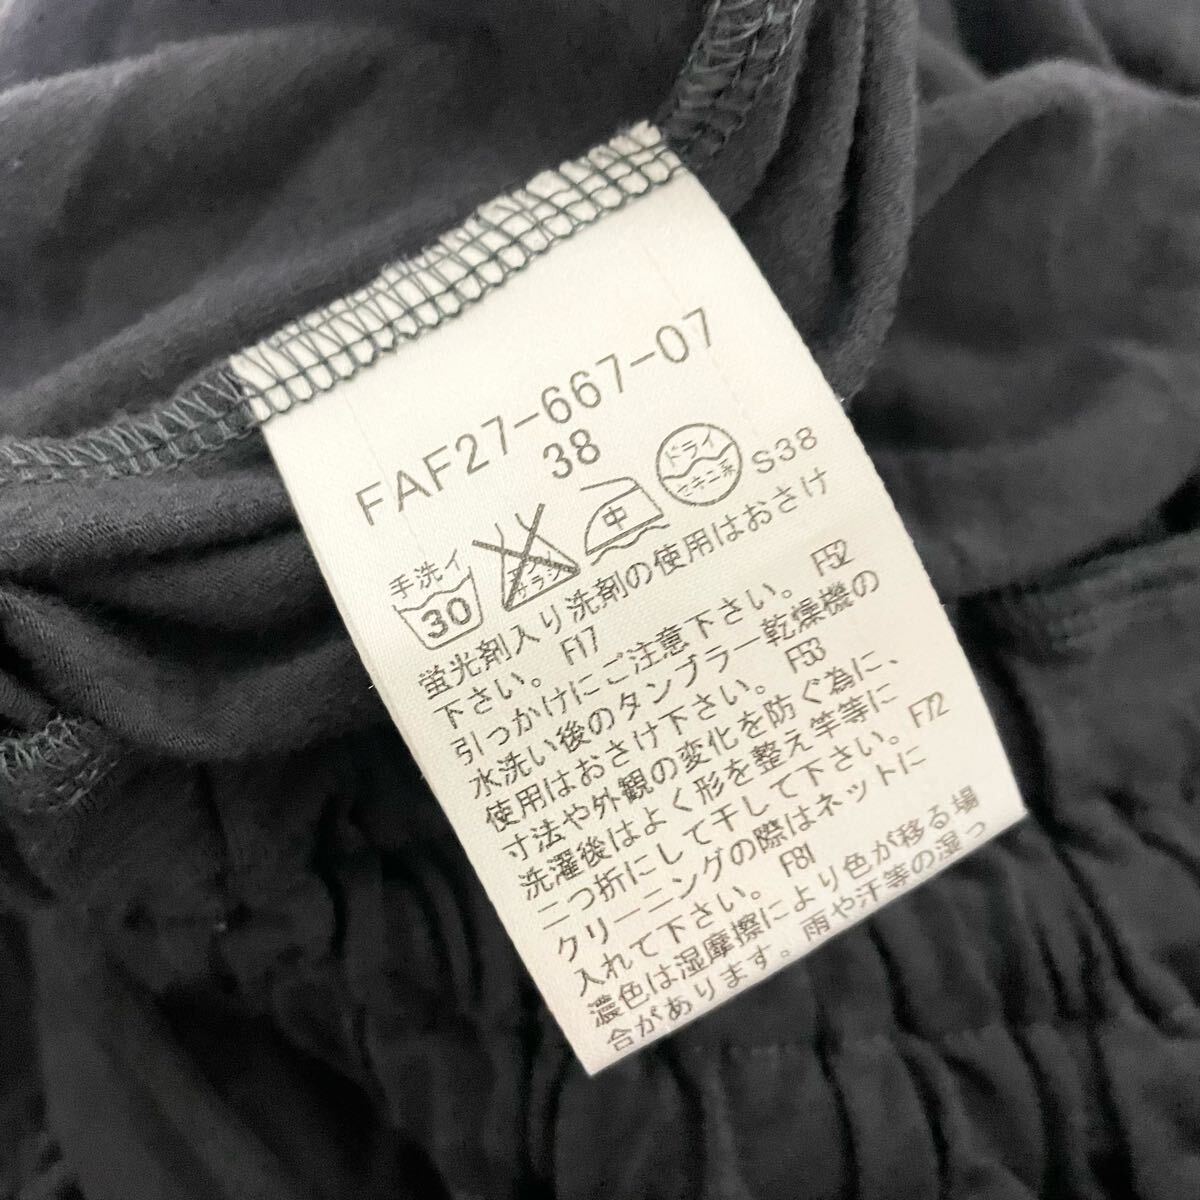 FAF27-667-07
38
手洗イ
30
エンソ
サラシ
中
ドライ
セキユ系
S38
蛍光剤入り洗剤の使用はおさけ
下さい。 F17
引っかけにご注意下さい。 F52
水洗い後のタンブラー乾燥機の
使用はおさけ下さい。 F53
寸法や外観の変化を防ぐ為に、
洗濯後はよく形を整え竿等に
二つ折にして干して下さい。 F72
クリーニングの際はネットに
入れて下さい。 F81
濃色は湿摩擦により色が移る場
合があります。雨や汗等の湿っ